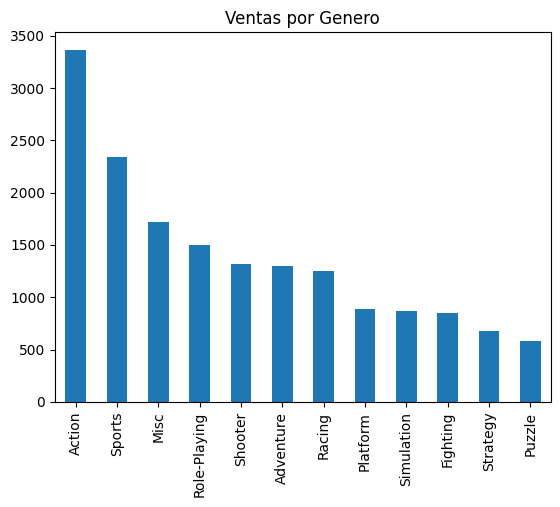 Ventas por Genero
3500
3000
2500
2000
1500
1000
500
0
Action
Sports
Misc
Role-Playing
Shooter
Adventure
Racing
Platform
Simulation
Fighting
Strategy
Puzzle